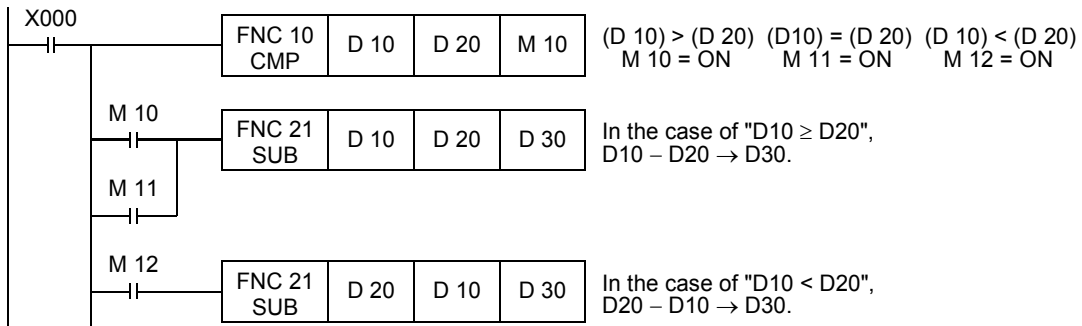 X000
FNC 10
CMP
D 10
D 20
M 10
(D 10) > (D 20) (D10) = (D 20) (D 10) < (D 20)
M 10 = ON M 11 = ON M 12 = ON
M 10
FNC 21
SUB
D 10
D 20
D 30
In the case of "D10 ≥ D20",
D10 − D20 → D30.
M 11
M 12
FNC 21
SUB
D 20
D 10
D 30
In the case of "D10 < D20",
D20 − D10 → D30.